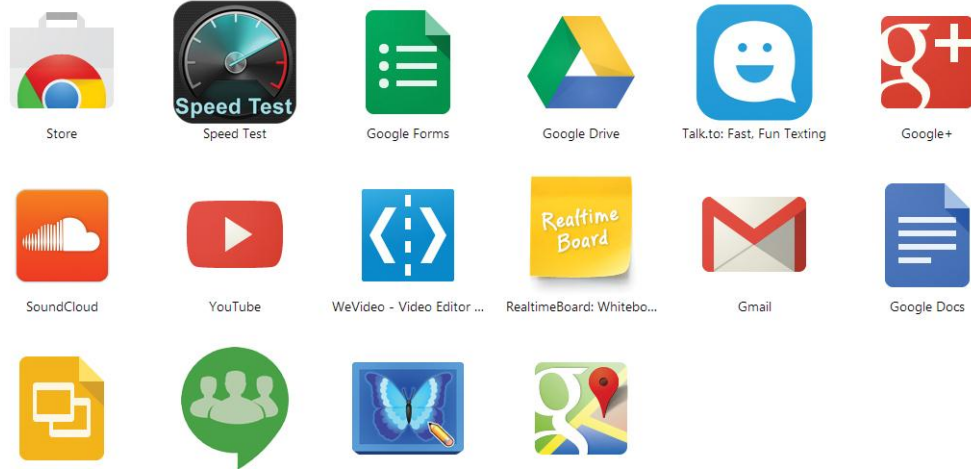 Speed Test
g+
Store
Speed Test
Google Forms
Google Drive
Talk.to: Fast, Fun Texting
Google+
Realtime
Board
SoundCloud
YouTube
WeVideo - Video Editor ...
RealtimeBoard: Whitebo...
Gmail
Google Docs
g